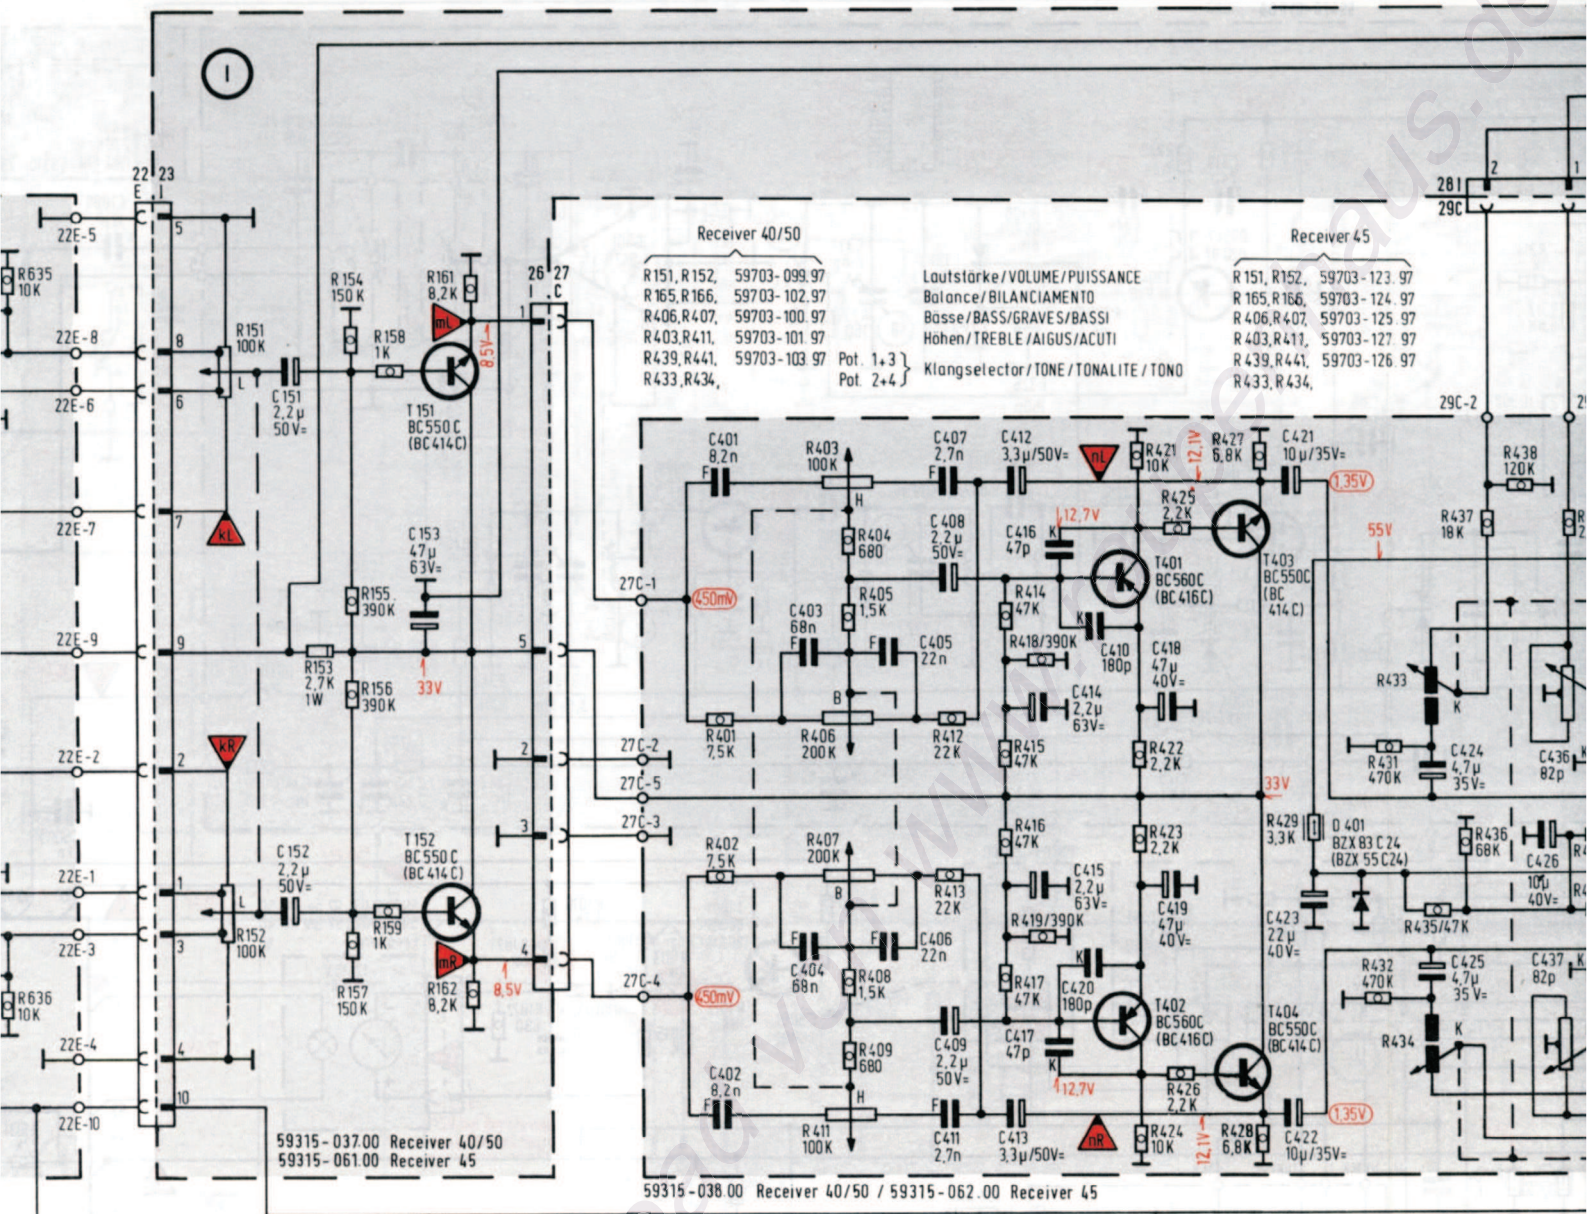 I
22 23
E I
5
22E-5
R635
10K
22E-8
8
R151
100K
L
22E-6
6
C151
2,2µ
50V=
R154
150K
R158
1K
R161
8,2K
mL
8,5V
T151
BC550C
(BC414C)
26 27
C
1
22E-7
7
kL
C153
47µ
63V=
R155
390K
22E-9
9
R153
2,7K
1W
R156
390K
33V
5
kR
22E-2
2
2
3
22E-1
1
L
R152
100K
22E-3
3
C152
2,2µ
50V=
R159
1K
R157
150K
T152
BC550C
(BC414C)
mR
R162
8,2K
8,5V
4
R636
10K
22E-4
4
22E-10
10
59315-037.00 Receiver 40/50
59315-061.00 Receiver 45
Receiver 40/50
R151,R152, 59703-099.97
R165,R166, 59703-102.97
R406,R407, 59703-100.97
R403,R411, 59703-101.97
R439,R441, 59703-103.97
R433,R434,
Pot. 1+3
Pot. 2+4
Lautstärke/VOLUME/PUISSANCE
Balance/BILANCIAMENTO
Bässe/BASS/GRAVES/BASSI
Höhen/TREBLE/AIGUS/ACUTI
Klangselector/TONE/TONALITE/TONO
Receiver 45
R151,R152, 59703-123.97
R165,R166, 59703-124.97
R406,R407, 59703-125.97
R403,R411, 59703-127.97
R439,R441, 59703-126.97
R433,R434,
2
1
28I
29C
29C-2
C401
8,2n
F
R403
100K
H
C407
2,7n
F
C412
3,3µ/50V=
nL
R421
10K
12,1V
R427
6,8K
C421
10µ/35V=
1,35V
R404
680
C408
2,2µ
50V=
12,7V
C416
47p
K
R425
2,2K
T401
BC560C
(BC416C)
T403
BC550C
(BC
414C)
27C-1
450mV
R405
1,5K
C403
68n
F
F
C405
22n
R414
47K
R418/390K
K
C410
180p
C418
47µ
40V=
C414
2,2µ
63V=
B
R401
7,5K
R406
200K
R412
22K
R415
47K
R422
2,2K
27C-2
27C-5
27C-3
33V
R402
7,5K
R407
200K
B
R413
22K
R416
47K
R423
2,2K
C415
2,2µ
63V=
C419
47µ
40V=
R419/390K
F
C404
68n
F
C406
22n
R408
1,5K
27C-4
450mV
R417
47K
K
C420
180p
T402
BC560C
(BC416C)
T404
BC550C
(BC414C)
C409
2,2µ
50V=
C417
47p
K
R409
680
12,7V
R426
2,2K
C402
8,2n
F
H
R411
100K
F
C411
2,7n
C413
3,3µ/50V=
nR
R424
10K
12,1V
R428
6,8K
C422
10µ/35V=
1,35V
R438
120K
R437
18K
55V
R433
K
R431
470K
C424
4,7µ
35V=
C436
82p
R429
3,3K
D401
BZX 83 C 24
(BZX 55 C24)
R436
68K
C426
10µ
40V=
C423
22µ
40V=
R435/47K
R432
470K
C425
4,7µ
35V=
C437
82p
R434
K
59315-038.00 Receiver 40/50 / 59315-062.00 Receiver 45